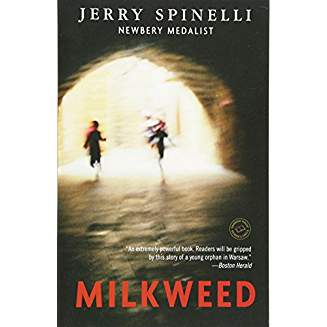 JERRY SPINELLI
NEWBERY MEDALIST
"An extremely powerful book. Readers will be gripped
by this story of a young orphan in Warsaw."
—Boston Herald
MILKWEED